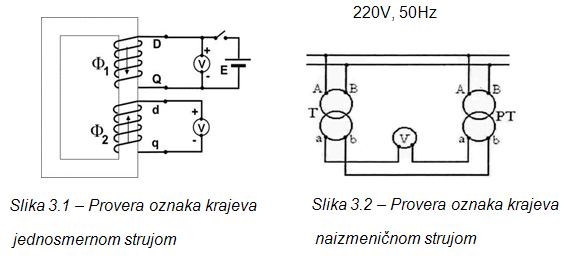 220V, 50Hz
D
Φ1
+
V
-
E
Q
d
Φ2
+
V
-
q
A B
T
a b
V
A B
PT
a b
Slika 3.1 – Provera oznaka krajeva
jednosmernom strujom
Slika 3.2 – Provera oznaka krajeva
naizmeničnom strujom